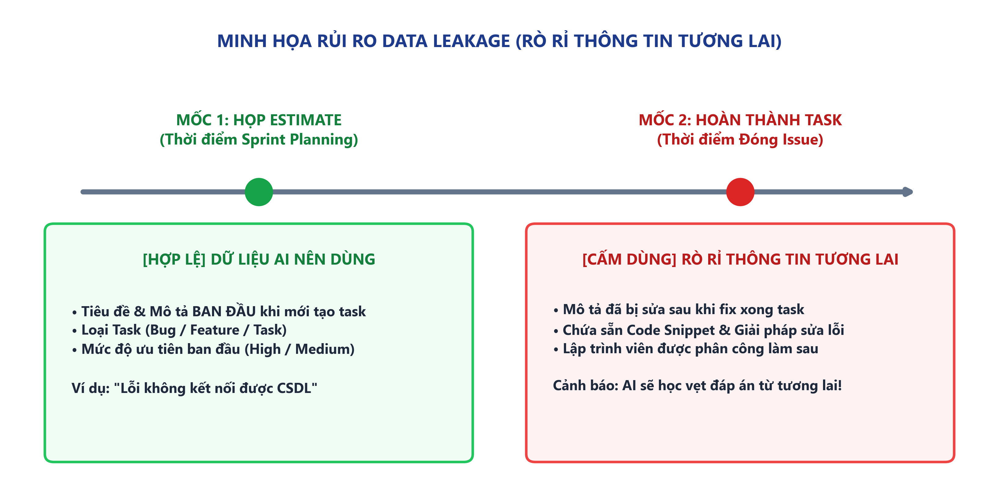 MINH HỌA RỦI RO DATA LEAKAGE (RÒ RỈ THÔNG TIN TƯƠNG LAI)
MỐC 1: HỌP ESTIMATE
(Thời điểm Sprint Planning)
MỐC 2: HOÀN THÀNH TASK
(Thời điểm Đóng Issue)
[HỢP LỆ] DỮ LIỆU AI NÊN DÙNG
• Tiêu đề & Mô tả BAN ĐẦU khi mới tạo task
• Loại Task (Bug / Feature / Task)
• Mức độ ưu tiên ban đầu (High / Medium)
Ví dụ: "Lỗi không kết nối được CSDL"
[CẤM DÙNG] RÒ RỈ THÔNG TIN TƯƠNG LAI
• Mô tả đã bị sửa sau khi fix xong task
• Chứa sẵn Code Snippet & Giải pháp sửa lỗi
• Lập trình viên được phân công làm sau
Cảnh báo: AI sẽ học vẹt đáp án từ tương lai!